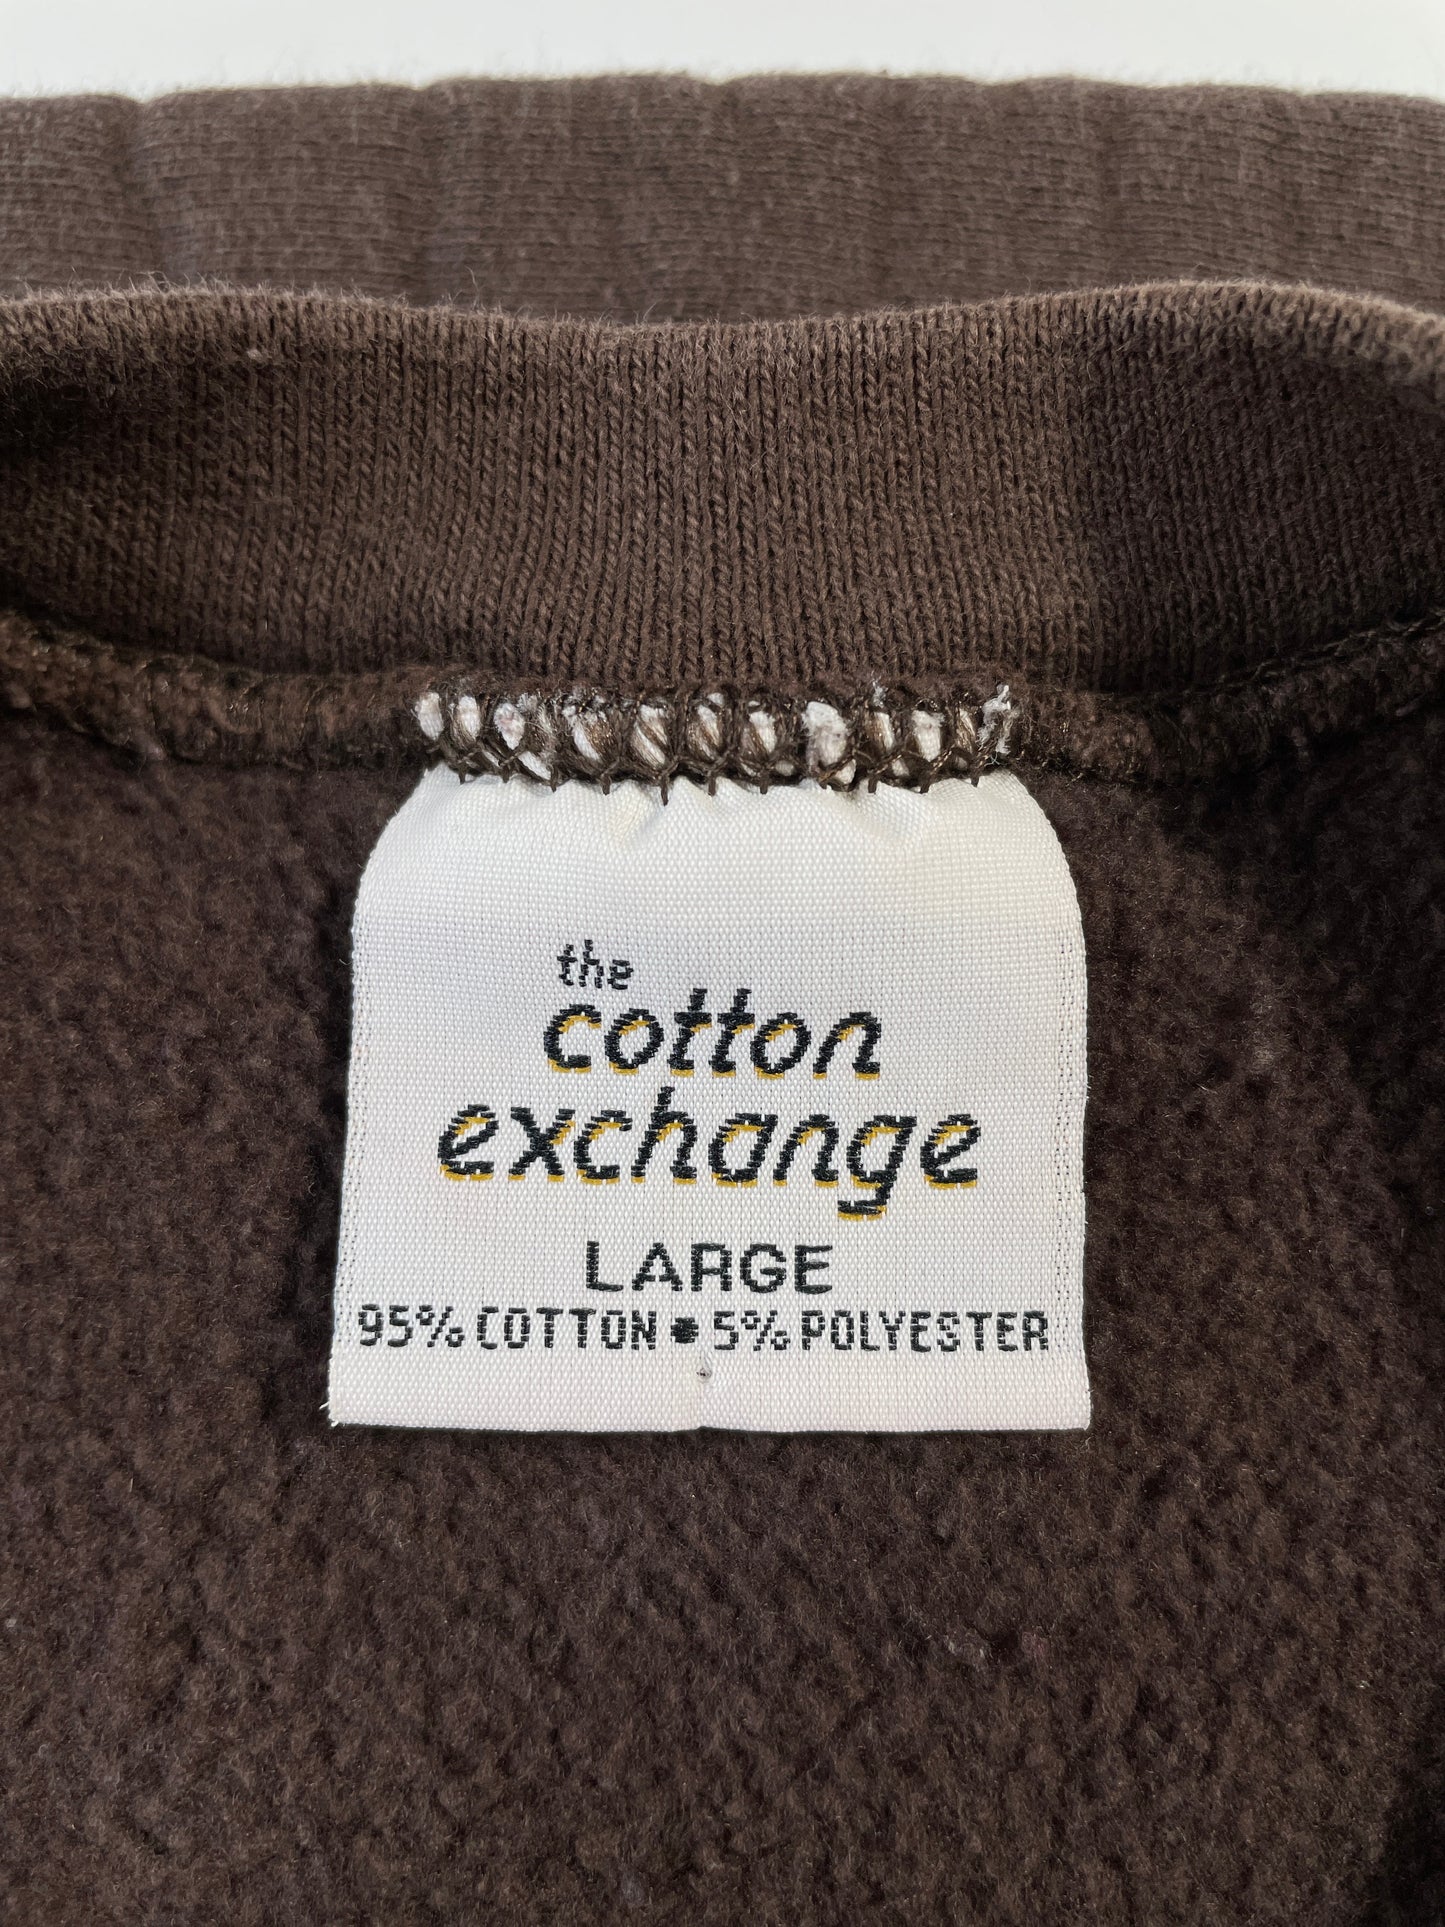 the
cotton
exchange
LARGE
95% COTTON • 5% POLYESTER